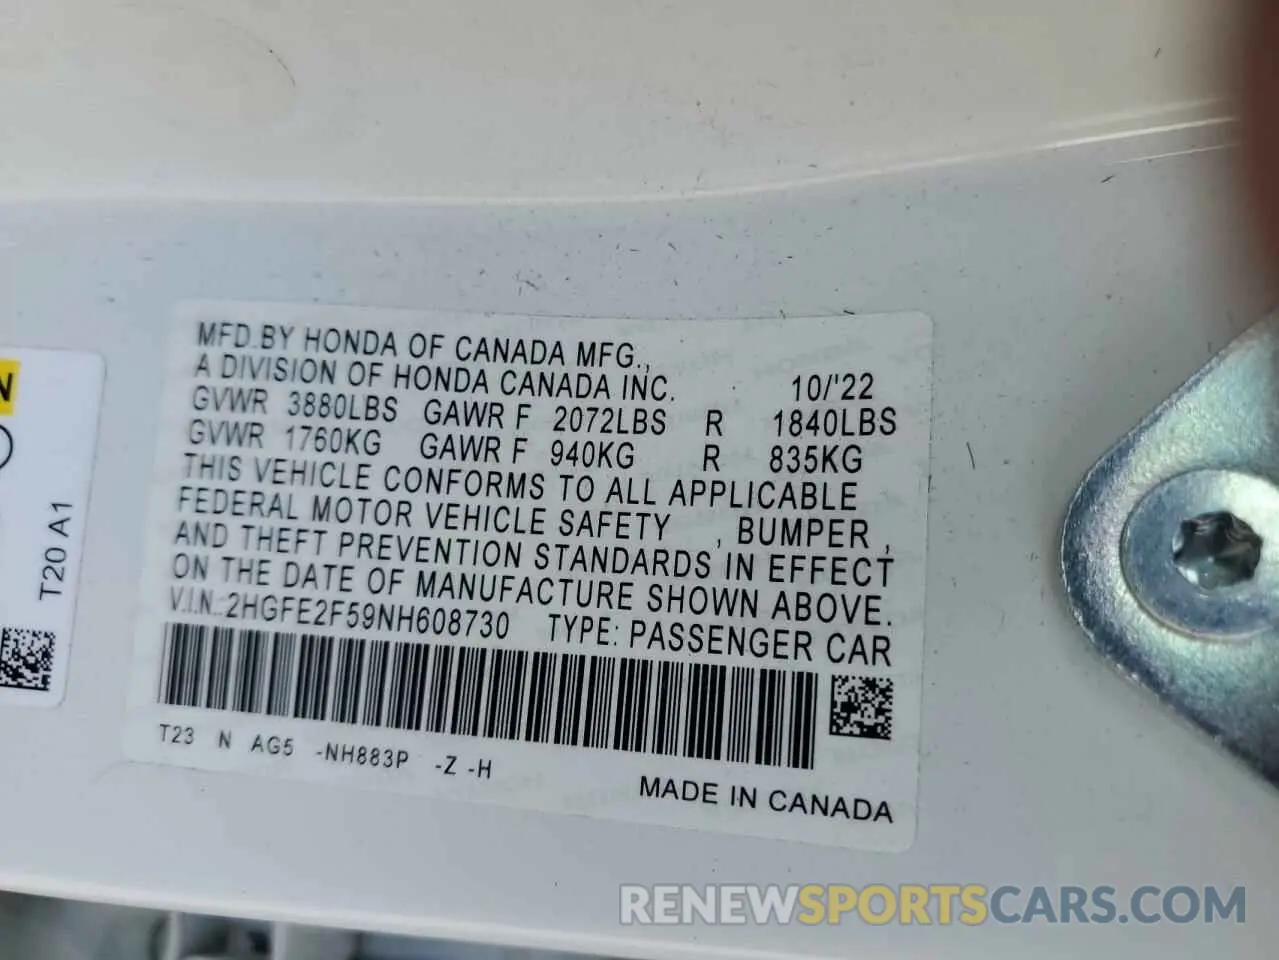 MFD.BY HONDA OF CANADA MFG.,
A DIVISION OF HONDA CANADA INC. 10/'22
GVWR 3880LBS GAWR F 2072LBS R 1840LBS
GVWR 1760KG GAWR F 940KG R 835KG
THIS VEHICLE CONFORMS TO ALL APPLICABLE
FEDERAL MOTOR VEHICLE SAFETY , BUMPER ,
AND THEFT PREVENTION STANDARDS IN EFFECT
ON THE DATE OF MANUFACTURE SHOWN ABOVE.
V.I.N.:2HGFE2F59NH608730 TYPE: PASSENGER CAR
T23 N AG5 -NH883P -Z -H
MADE IN CANADA
N
T20 A1
RENEWSPORTSCARS.COM